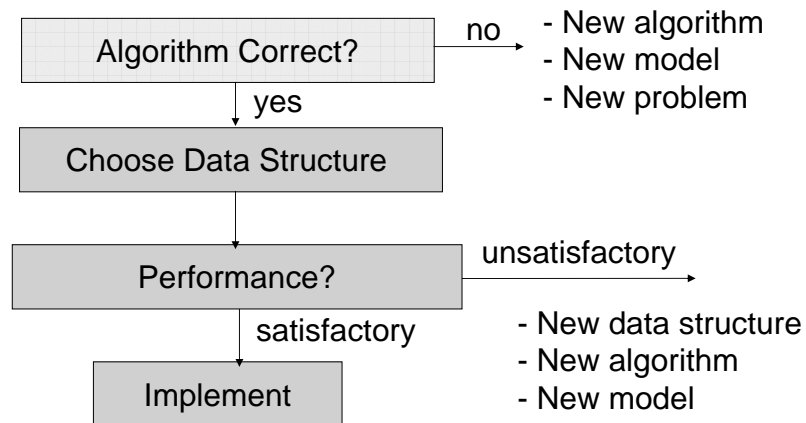 Algorithm Correct?
no
- New algorithm
- New model
- New problem
yes
Choose Data Structure
Performance?
unsatisfactory
satisfactory
- New data structure
- New algorithm
- New model
Implement